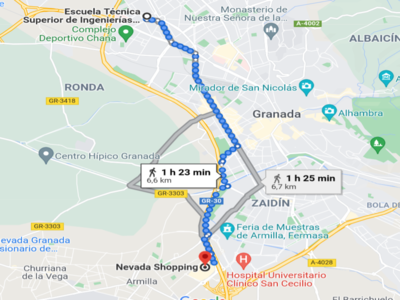 Escuela Técnica
Superior de Ingenierías...
Monasterio de
Nuestra Señora de la...
A-4002
ALBAICÍN
Complejo
Deportivo Chana
RONDA
Mirador de San Nicolás
GR-3418
Granada
Alhambra
Centro Hípico Granada
1 h 23 min
6,6 km
1 h 25 min
6,7 km
GR-3303
GR-30
ZAIDÍN
BOLA DE
GR-3303
Feria de Muestras
de Armilla, Fermasa
Nevada Granada
Churriana
de la Vega
Nevada Shopping
Armilla
A-4028
Hospital Universitario
Clínico San Cecilio
Google
El Barrichuelo